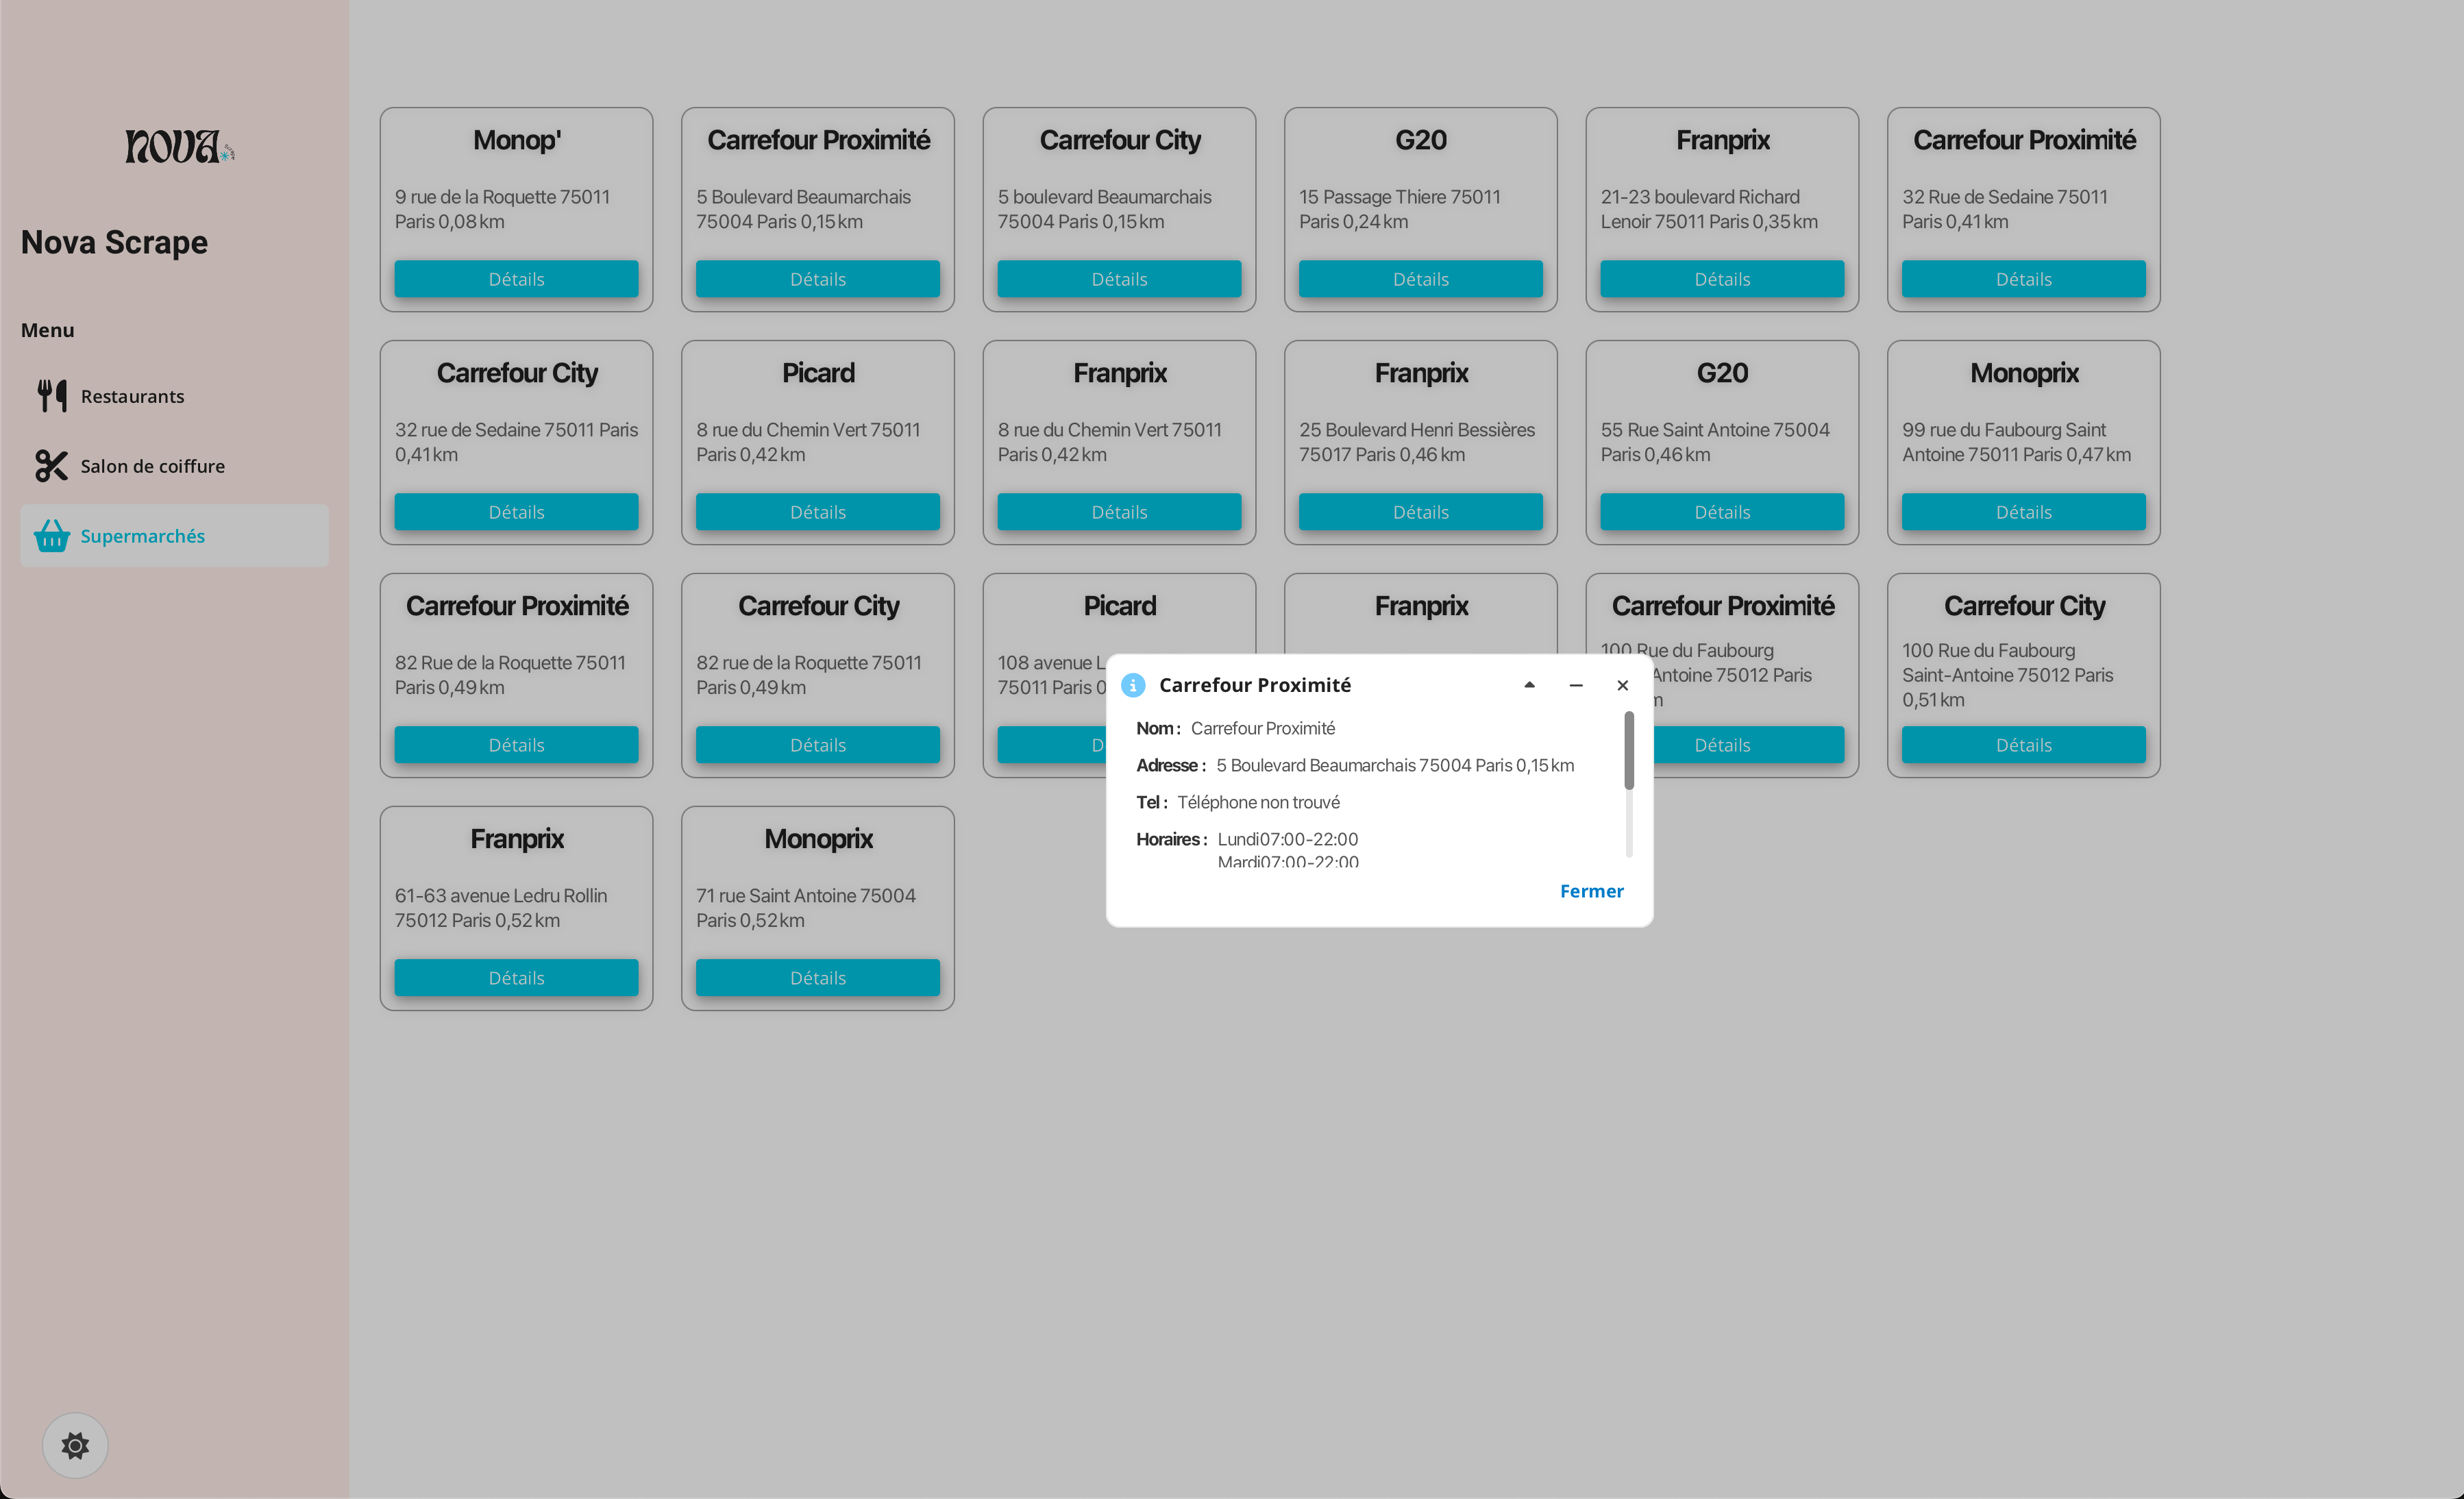 nova
Nova Scrape
Menu
Restaurants
Salon de coiffure
Supermarchés
Monop'
9 rue de la Roquette 75011
Paris 0,08 km
Détails
Carrefour Proximité
5 Boulevard Beaumarchais
75004 Paris 0,15 km
Détails
Carrefour City
5 boulevard Beaumarchais
75004 Paris 0,15 km
Détails
G20
15 Passage Thiere 75011
Paris 0,24 km
Détails
Franprix
21-23 boulevard Richard
Lenoir 75011 Paris 0,35 km
Détails
Carrefour Proximité
32 Rue de Sedaine 75011
Paris 0,41 km
Détails
Carrefour City
32 rue de Sedaine 75011 Paris
0,41 km
Détails
Picard
8 rue du Chemin Vert 75011
Paris 0,42 km
Détails
Franprix
8 rue du Chemin Vert 75011
Paris 0,42 km
Détails
Franprix
25 Boulevard Henri Bessières
75017 Paris 0,46 km
Détails
G20
55 Rue Saint Antoine 75004
Paris 0,46 km
Détails
Monoprix
99 rue du Faubourg Saint
Antoine 75011 Paris 0,47 km
Détails
Carrefour Proximité
82 Rue de la Roquette 75011
Paris 0,49 km
Détails
Carrefour City
82 rue de la Roquette 75011
Paris 0,49 km
Détails
Picard
108 avenue L
75011 Paris 0
D
Franprix
Carrefour Proximité
100 Rue du Faubourg
Antoine 75012 Paris
m
Détails
Carrefour City
100 Rue du Faubourg
Saint-Antoine 75012 Paris
0,51 km
Détails
Franprix
61-63 avenue Ledru Rollin
75012 Paris 0,52 km
Détails
Monoprix
71 rue Saint Antoine 75004
Paris 0,52 km
Détails
Carrefour Proximité
Nom : Carrefour Proximité
Adresse : 5 Boulevard Beaumarchais 75004 Paris 0,15 km
Tel : Téléphone non trouvé
Horaires : Lundi07:00-22:00
Mardi07:00-22:00
Fermer